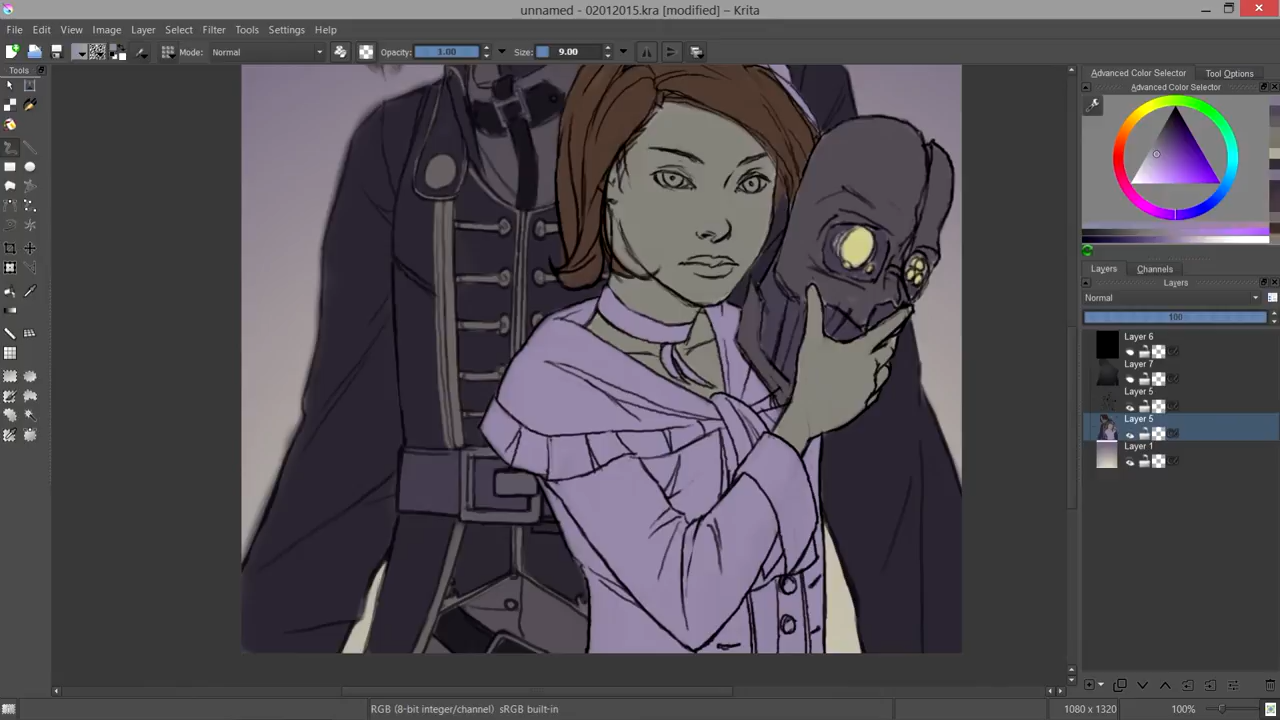 unnamed - 02012015.kra [modified] – Krita
File Edit View Image Layer Select Filter Tools Settings Help
Mode: Normal Opacity: 1.00 Size: 9.00
Tools
Advanced Color Selector Tool Options
Advanced Color Selector
Layers Channels
Layers
Normal
100
Layer 6
Layer 7
Layer 5
Layer 5
Layer 1
RGB (8-bit integer/channel) sRGB built-in 1080 x 1320 100%